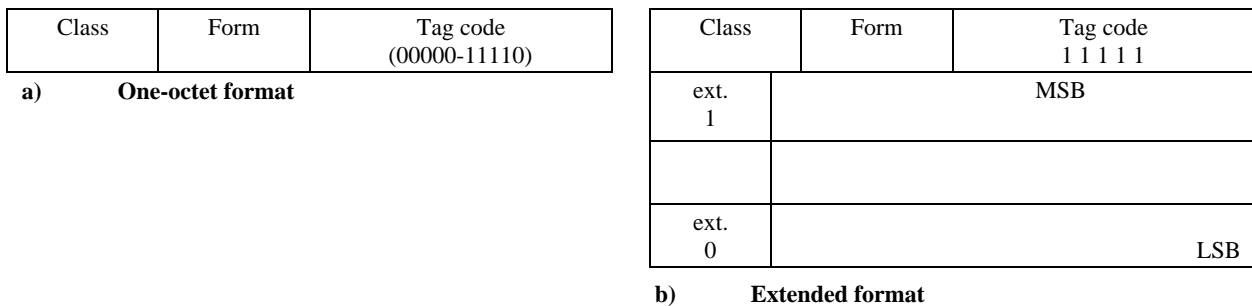 Class Form Tag code
(00000-11110)
a) One-octet format
Class Form Tag code
1 1 1 1 1
ext. MSB
1
ext.
0 LSB
b) Extended format